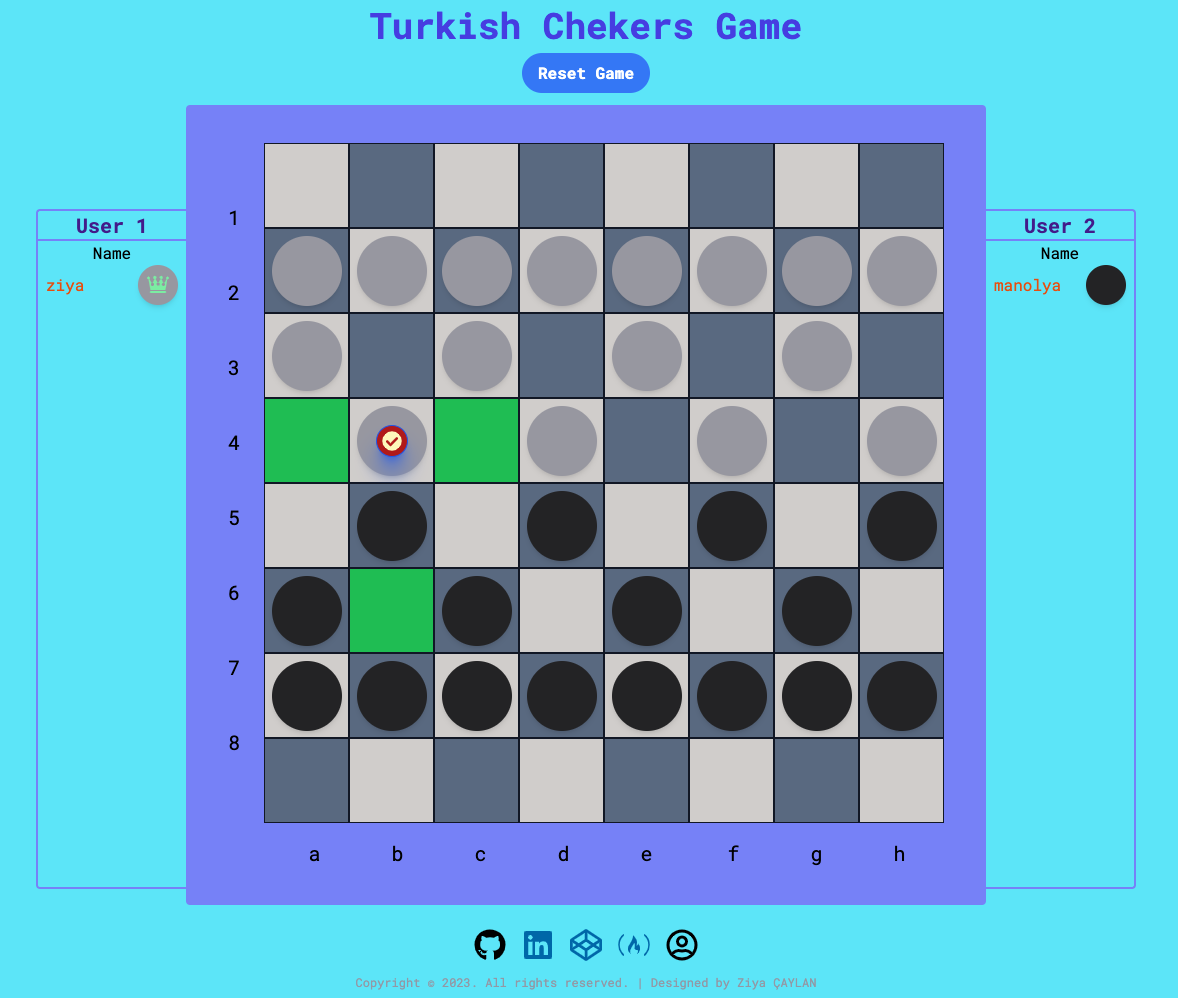 Turkish Chekers Game
Reset Game
User 1
Name
ziya
User 2
Name
manolya
1
2
3
4
5
6
7
8
a b c d e f g h
in
Copyright © 2023. All rights reserved. | Designed by Ziya ÇAYLAN